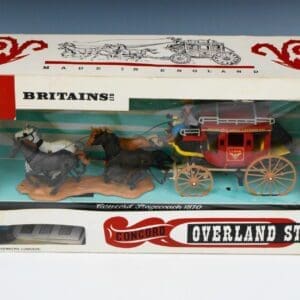 MADE IN ENGLAND
BRITAINS LTD
Concord Stagecoach 1870
CONCORD OVERLAND ST